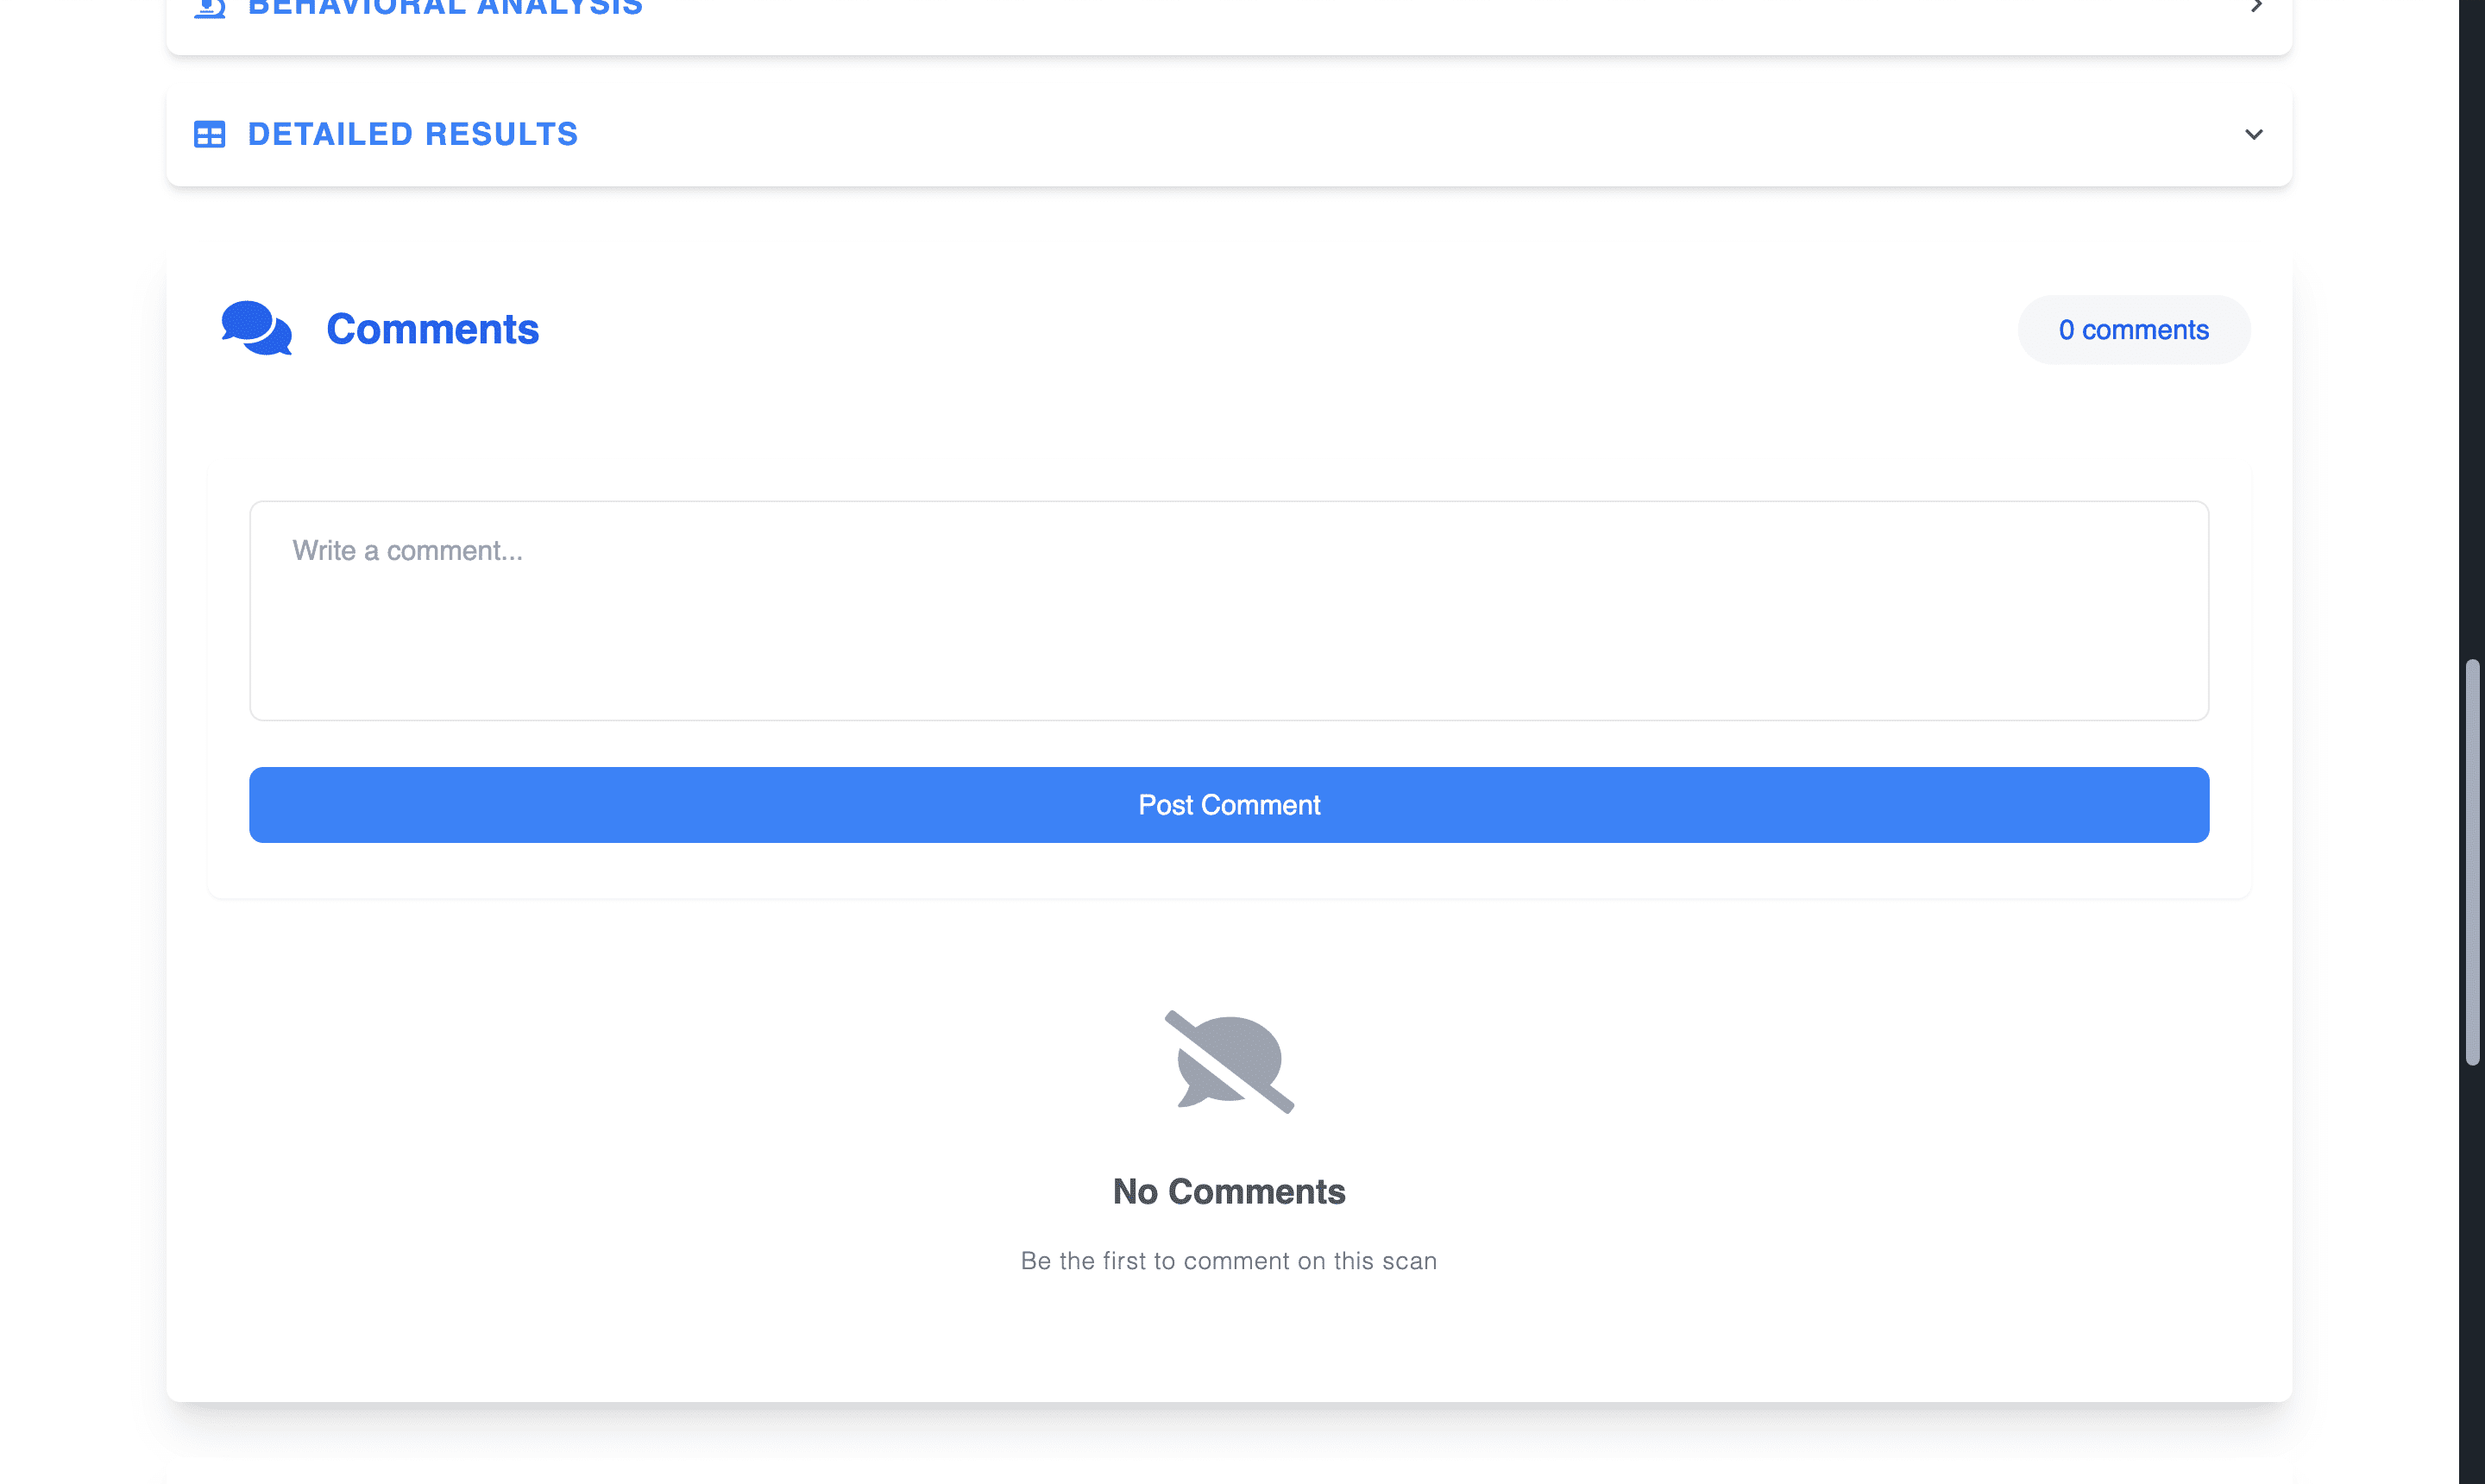 BEHAVIORAL ANALYSIS
DETAILED RESULTS
Comments
0 comments
Write a comment...
Post Comment
No Comments
Be the first to comment on this scan